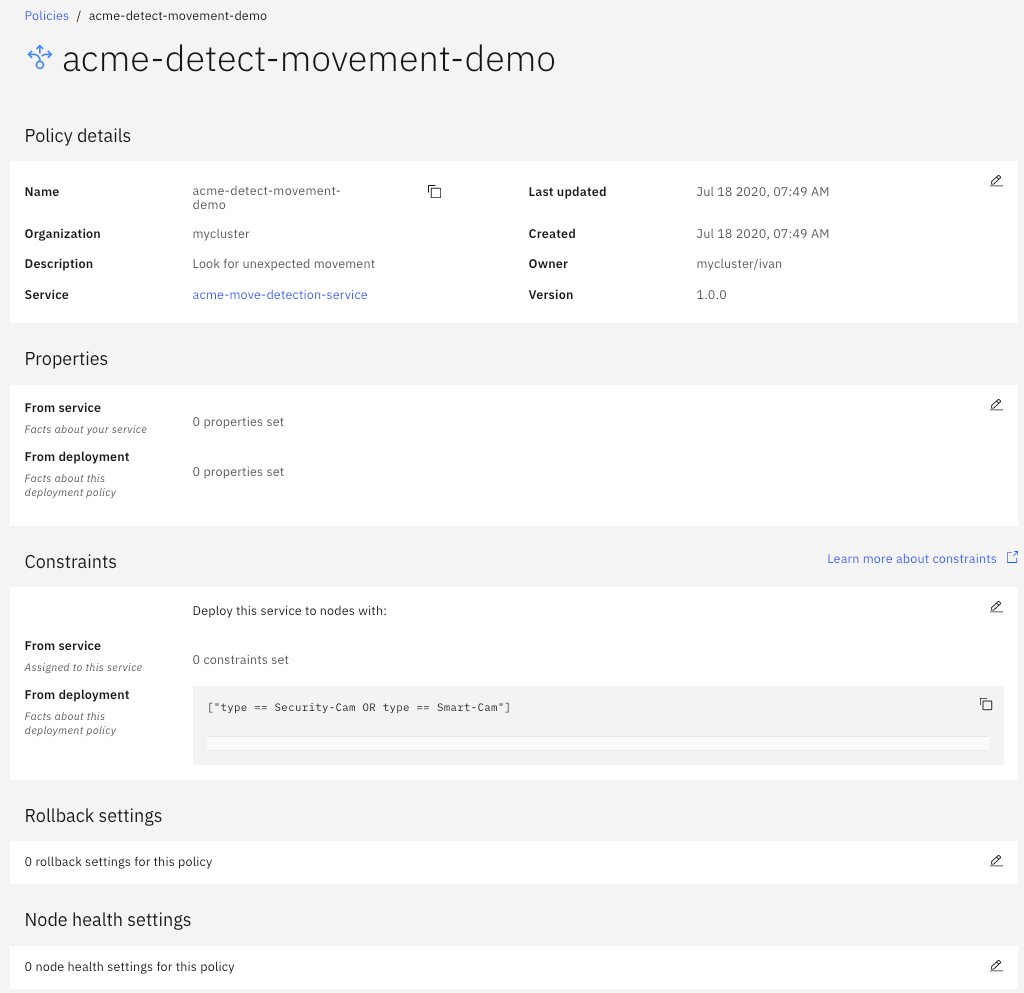 Policies / acme-detect-movement-demo
acme-detect-movement-demo
Policy details
Name
acme-detect-movement-
demo
Last updated
Jul 18 2020, 07:49 AM
Organization
mycluster
Created
Jul 18 2020, 07:49 AM
Description
Look for unexpected movement
Owner
mycluster/ivan
Service
acme-move-detection-service
Version
1.0.0
Properties
From service
Facts about your service
0 properties set
From deployment
Facts about this
deployment policy
0 properties set
Constraints
Learn more about constraints
Deploy this service to nodes with:
From service
Assigned to this service
0 constraints set
From deployment
Facts about this
deployment policy
["type == Security-Cam OR type == Smart-Cam"]
Rollback settings
0 rollback settings for this policy
Node health settings
0 node health settings for this policy